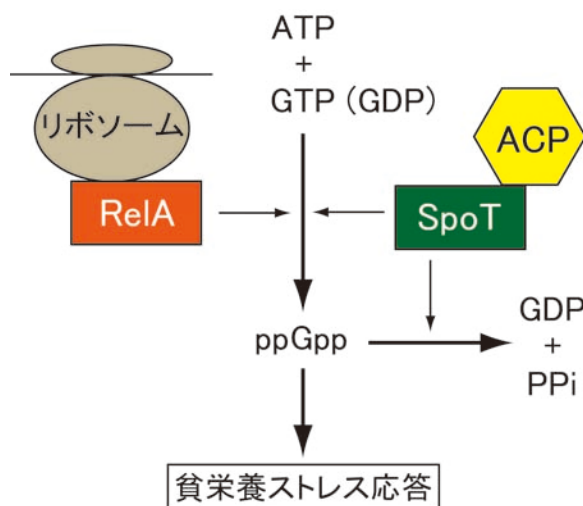 ATP
+
GTP(GDP)
リボソーム
ACP
RelA
SpoT
ppGpp
GDP
+
PPi
貧栄養ストレス応答